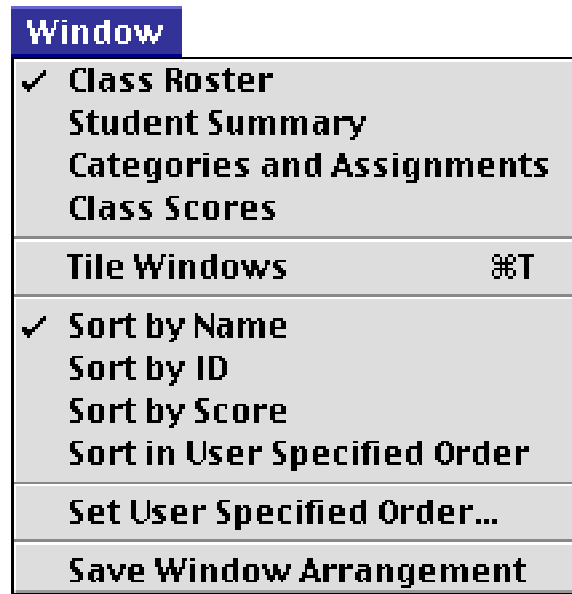 Window
✓ Class Roster
Student Summary
Categories and Assignments
Class Scores
Tile Windows ⌘T
✓ Sort by Name
Sort by ID
Sort by Score
Sort in User Specified Order
Set User Specified Order...
Save Window Arrangement